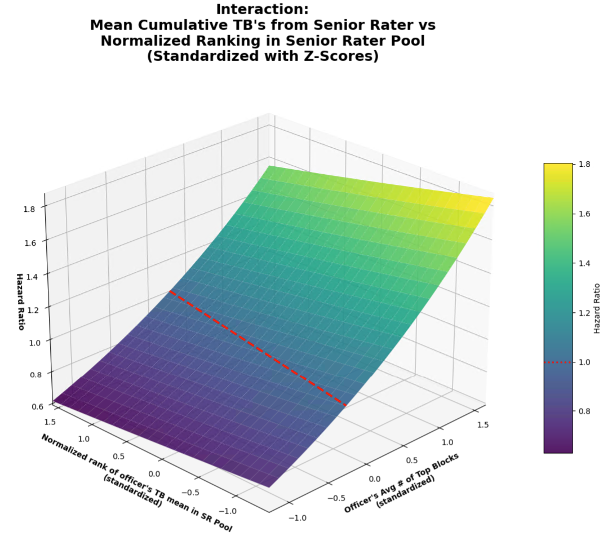 Interaction:
Mean Cumulative TB's from Senior Rater vs
Normalized Ranking in Senior Rater Pool
(Standardized with Z-Scores)
1.8
1.6
1.4
1.2
1.0
0.8
0.6
Hazard Ratio
1.5
1.0
0.5
0.0
−0.5
−1.0
Normalized rank of officer's TB mean in SR Pool
(standardized)
−1.0
−0.5
0.0
0.5
1.0
1.5
Officer's Avg # of Top Blocks
(standardized)
1.8
1.6
1.4
1.2
1.0
0.8
Hazard Ratio